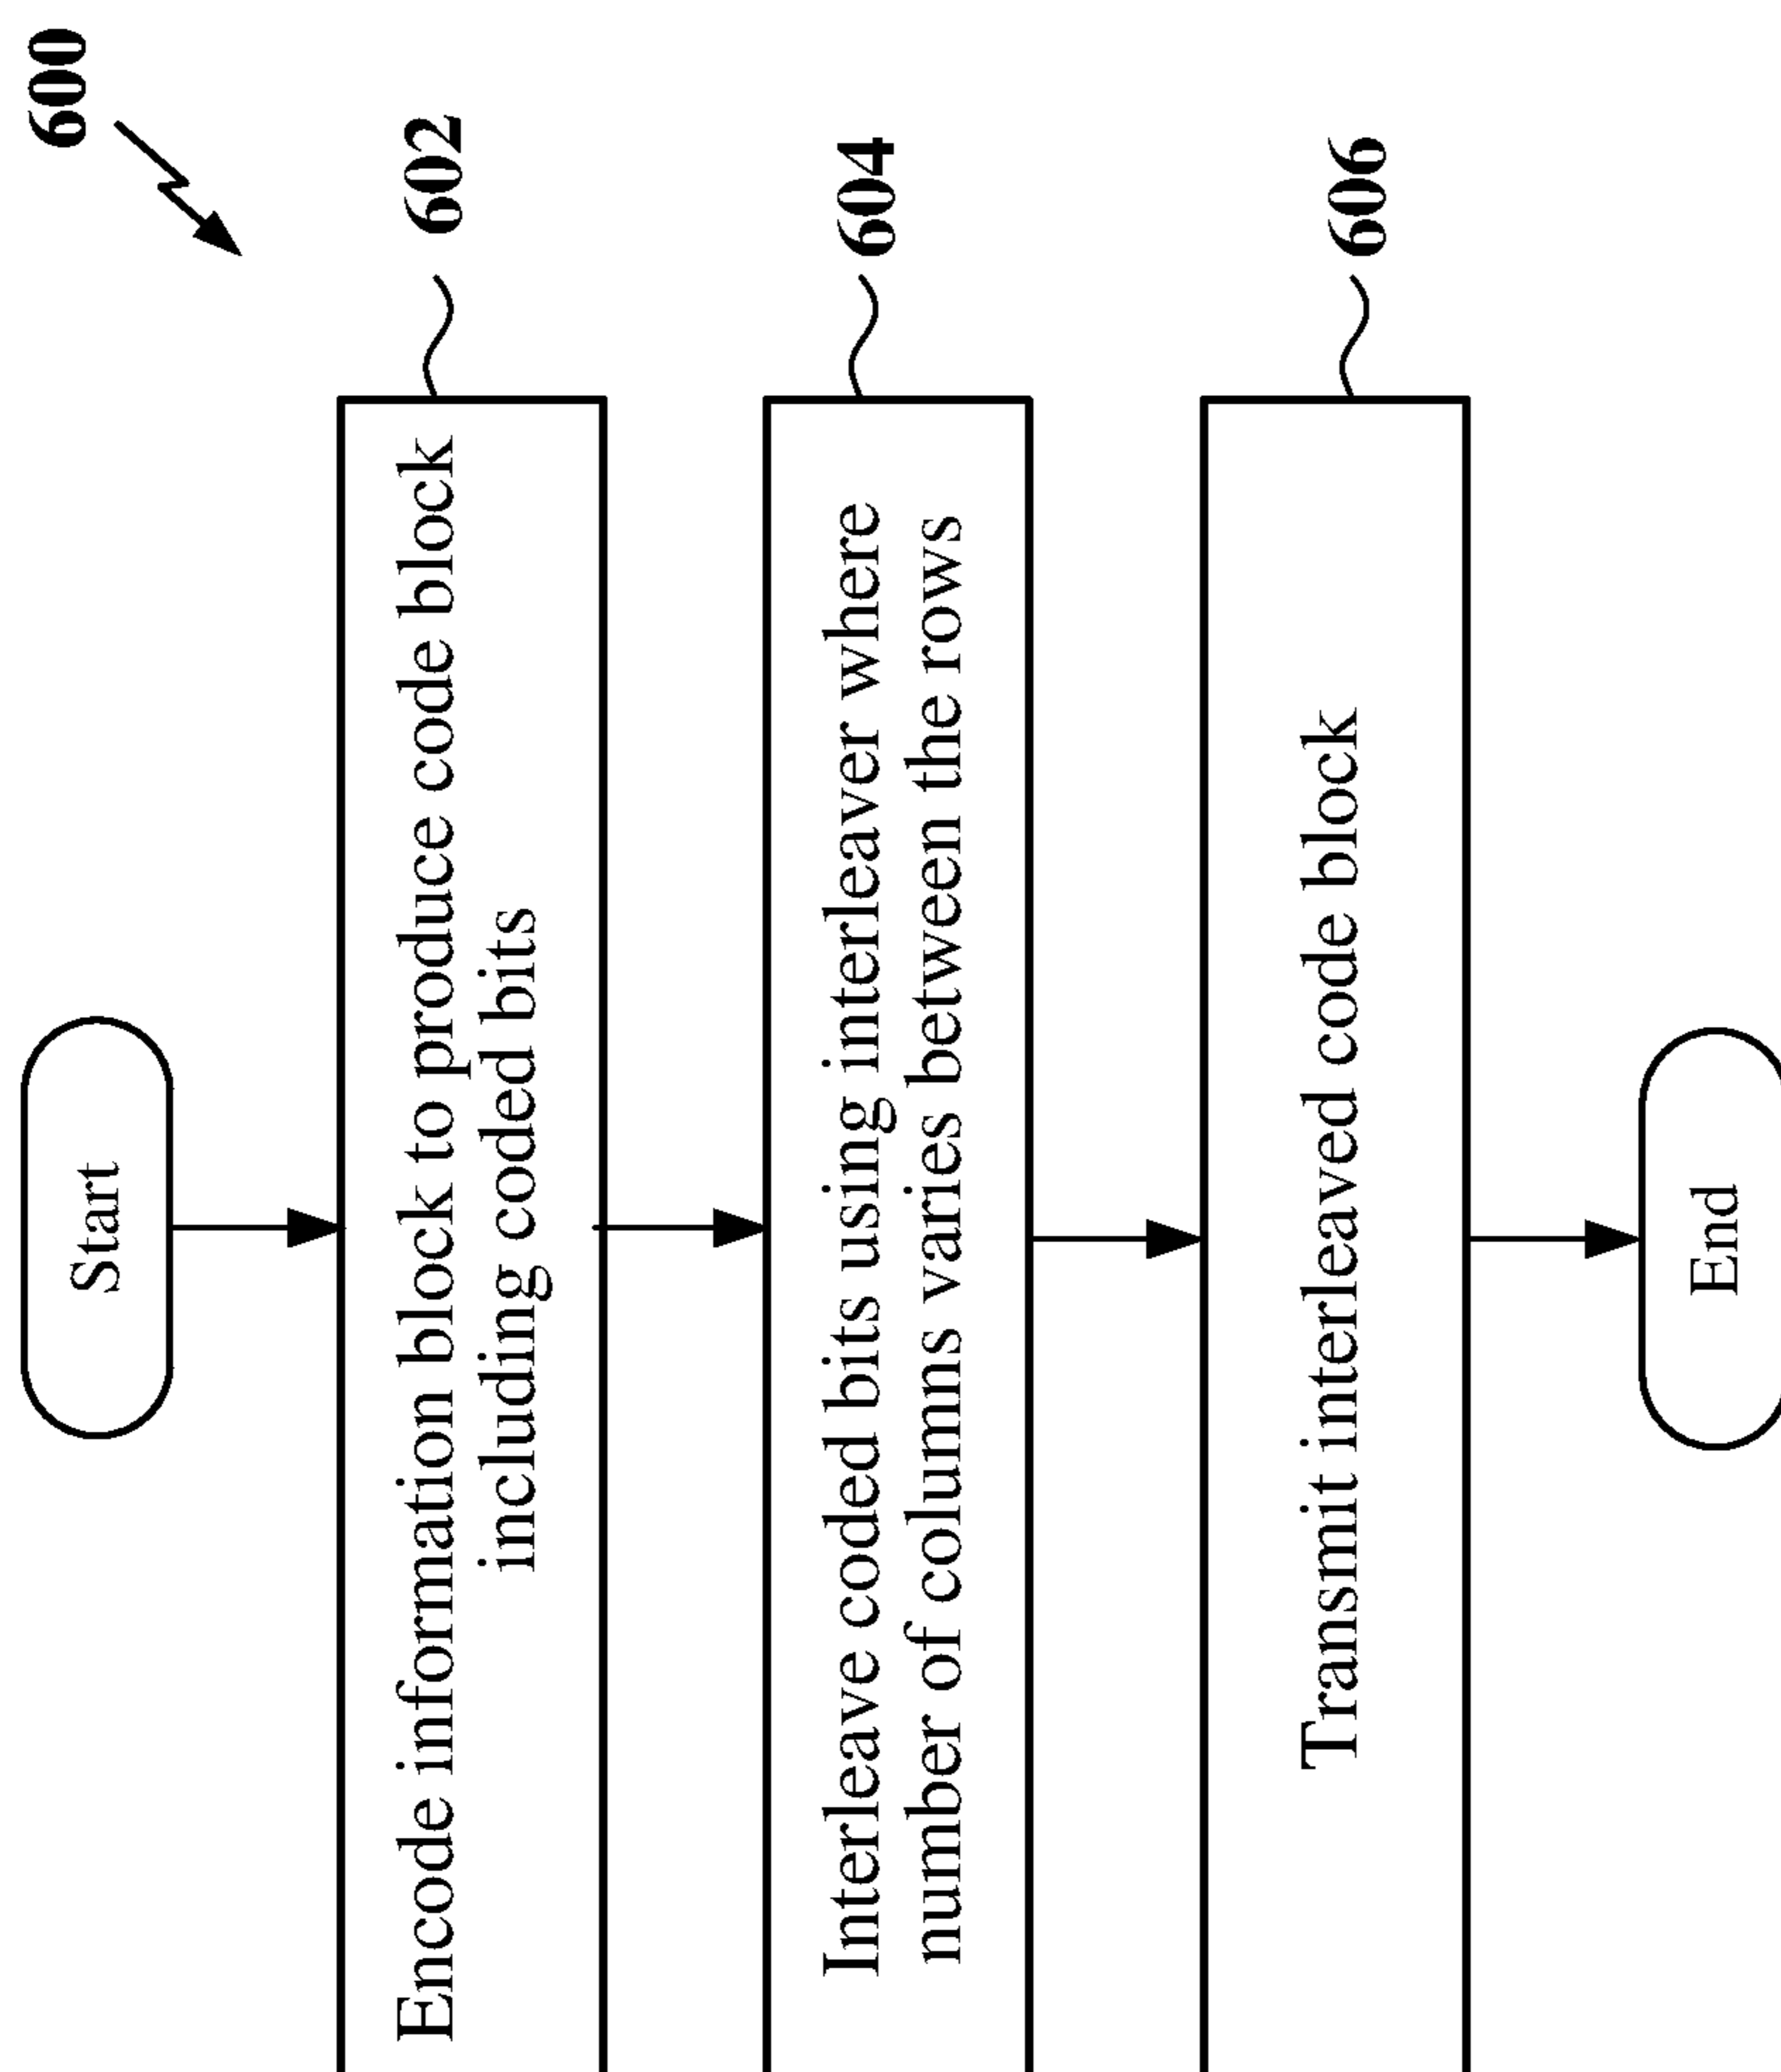 600
Start
Encode information block to produce code block
including coded bits
602
Interleave coded bits using interleaver where
number of columns varies between the rows
604
Transmit interleaved code block
606
End